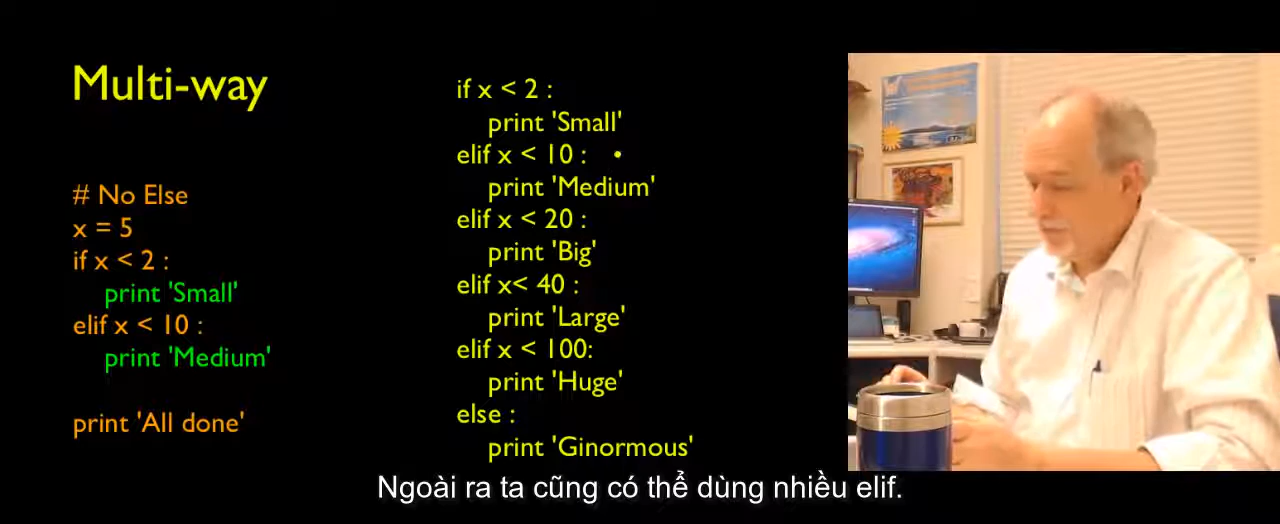 Multi-way
# No Else
x = 5
if x < 2 :
print 'Small'
elif x < 10 :
print 'Medium'
print 'All done'
if x < 2 :
print 'Small'
elif x < 10 :
print 'Medium'
elif x < 20 :
print 'Big'
elif x< 40 :
print 'Large'
elif x < 100:
print 'Huge'
else :
print 'Ginormous'
Ngoài ra ta cũng có thể dùng nhiều elif.